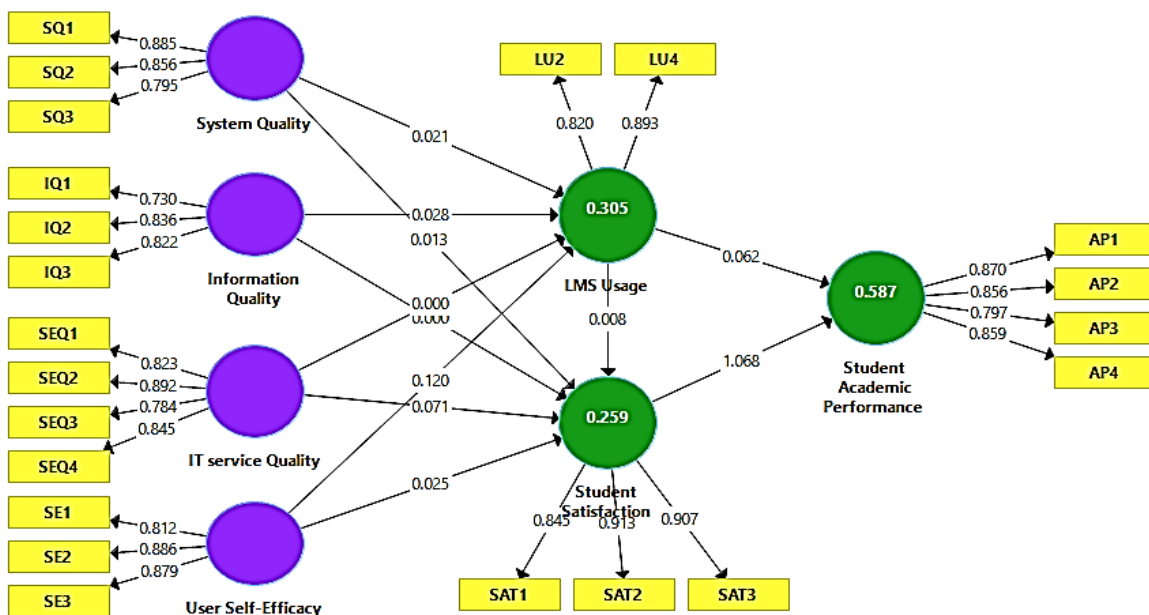 SQ1
SQ2
SQ3
0.885
0.856
0.795
System Quality
IQ1
IQ2
IQ3
0.730
0.836
0.822
Information
Quality
SEQ1
SEQ2
SEQ3
SEQ4
0.823
0.892
0.784
0.845
IT service Quality
SE1
SE2
SE3
0.812
0.886
0.879
User Self-Efficacy
0.021
0.028
0.013
0.000
0.000
0.120
0.071
0.025
LU2
LU4
0.820
0.893
0.305
LMS Usage
0.008
0.259
Student
Satisfaction
0.845
0.913
0.907
SAT1
SAT2
SAT3
0.062
1.068
0.587
Student
Academic
Performance
0.870
0.856
0.797
0.859
AP1
AP2
AP3
AP4